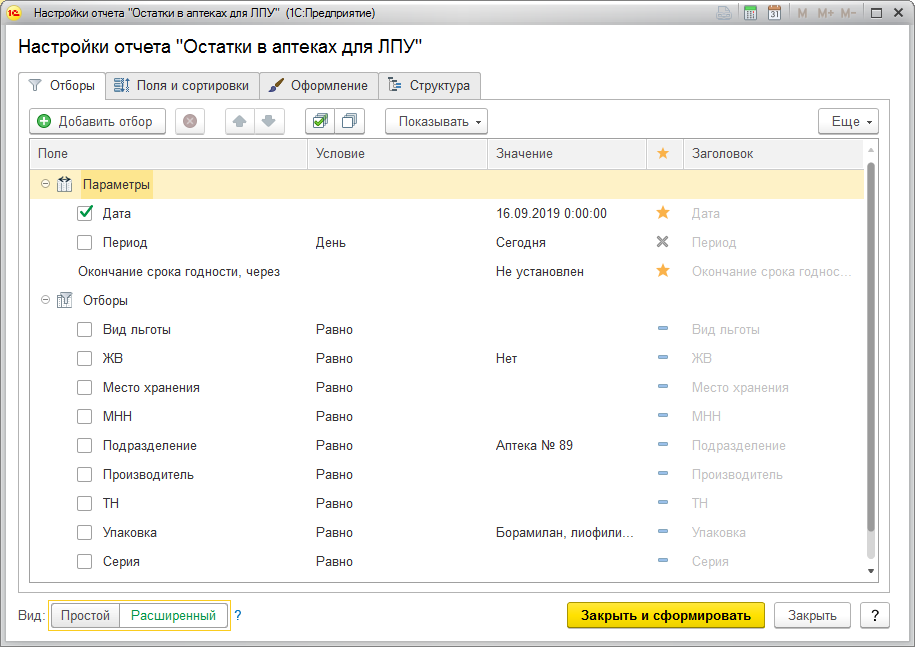 Настройки отчета "Остатки в аптеках для ЛПУ" (1С:Предприятие)
M M+ M-
Настройки отчета "Остатки в аптеках для ЛПУ"
Отборы Поля и сортировки Оформление Структура
Добавить отбор Показывать Еще
Поле Условие Значение Заголовок
Параметры
Дата 16.09.2019 0:00:00 Дата
Период День Сегодня Период
Окончание срока годности, через Не установлен Окончание срока годнос...
Отборы
Вид льготы Равно Вид льготы
ЖВ Равно Нет ЖВ
Место хранения Равно Место хранения
МНН Равно МНН
Подразделение Равно Аптека № 89 Подразделение
Производитель Равно Производитель
ТН Равно ТН
Упаковка Равно Борамилан, лиофили... Упаковка
Серия Равно Серия
Вид: Простой Расширенный ? Закрыть и сформировать Закрыть ?